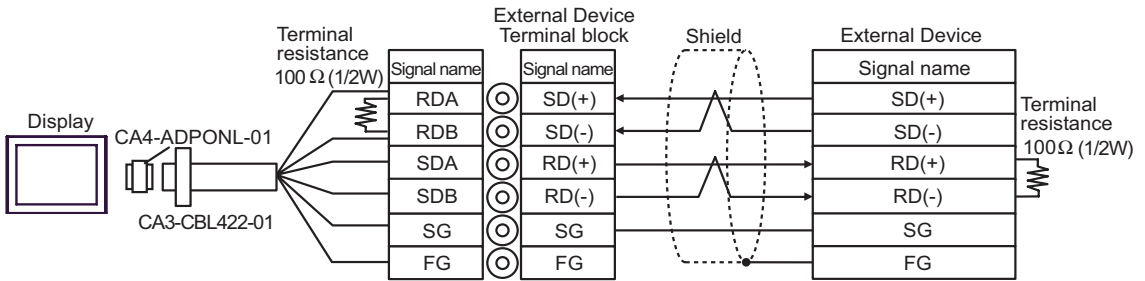 Display
CA4-ADPONL-01
CA3-CBL422-01
Terminal
resistance
100 Ω (1/2W)
Signal name
RDA
RDB
SDA
SDB
SG
FG
External Device
Terminal block
Signal name
SD(+)
SD(-)
RD(+)
RD(-)
SG
FG
Shield
External Device
Signal name
SD(+)
SD(-)
RD(+)
RD(-)
SG
FG
Terminal
resistance
100Ω (1/2W)